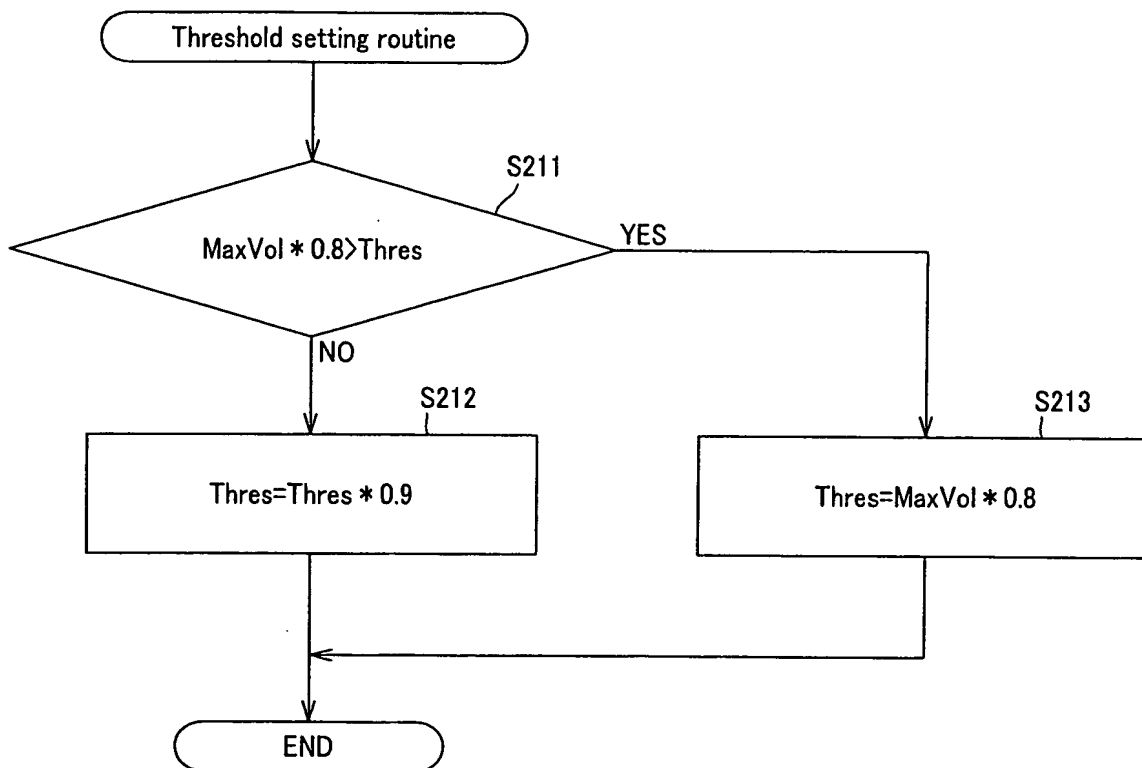 Threshold setting routine
S211
MaxVol * 0.8>Thres
YES
NO
S212
S213
Thres=Thres * 0.9
Thres=MaxVol * 0.8
END